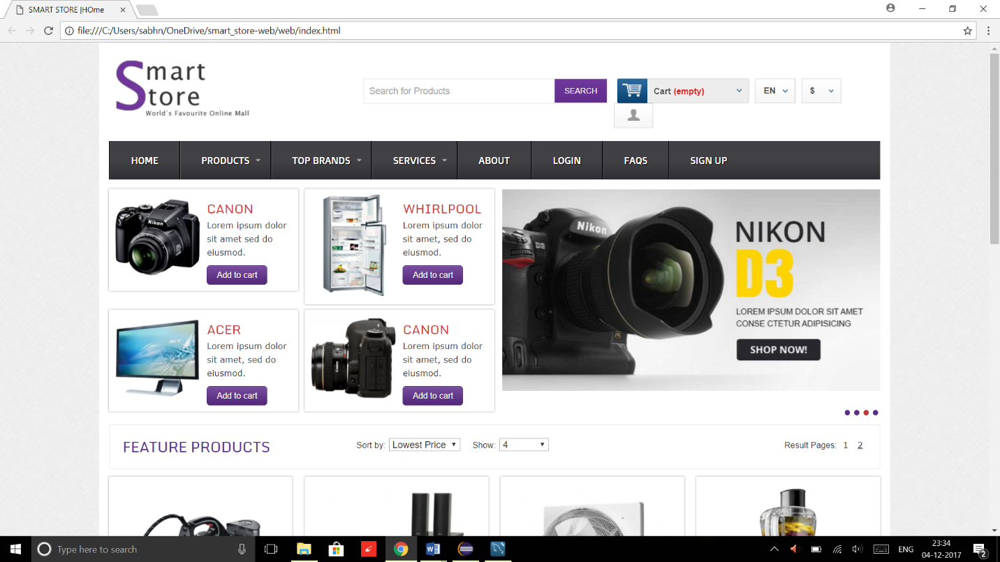 SMART STORE |HOme
file:///C:/Users/sabhn/OneDrive/smart_store-web/web/index.html
Smart
Store
World's Favourite Online Mall
Search for Products
SEARCH
Cart (empty)
EN
$
HOME
PRODUCTS
TOP BRANDS
SERVICES
ABOUT
LOGIN
FAQS
SIGN UP
Nikon
CANON
Lorem ipsum dolor
sit amet sed do
eiusmod.
Add to cart
WHIRLPOOL
Lorem ipsum dolor
sit amet, sed do
eiusmod.
Add to cart
Nikon
D3
NIKON
D3
LOREM IPSUM DOLOR SIT AMET
CONSE CTETUR ADIPISICING
SHOP NOW!
acer
ACER
Lorem ipsum dolor
sit amet, sed do
eiusmod.
Add to cart
Canon
CANON
Lorem ipsum dolor
sit amet, sed do
eiusmod.
Add to cart
FEATURE PRODUCTS
Sort by:
Lowest Price
Show:
4
Result Pages: 1 2
Type here to search
ENG
23:34
04-12-2017
2